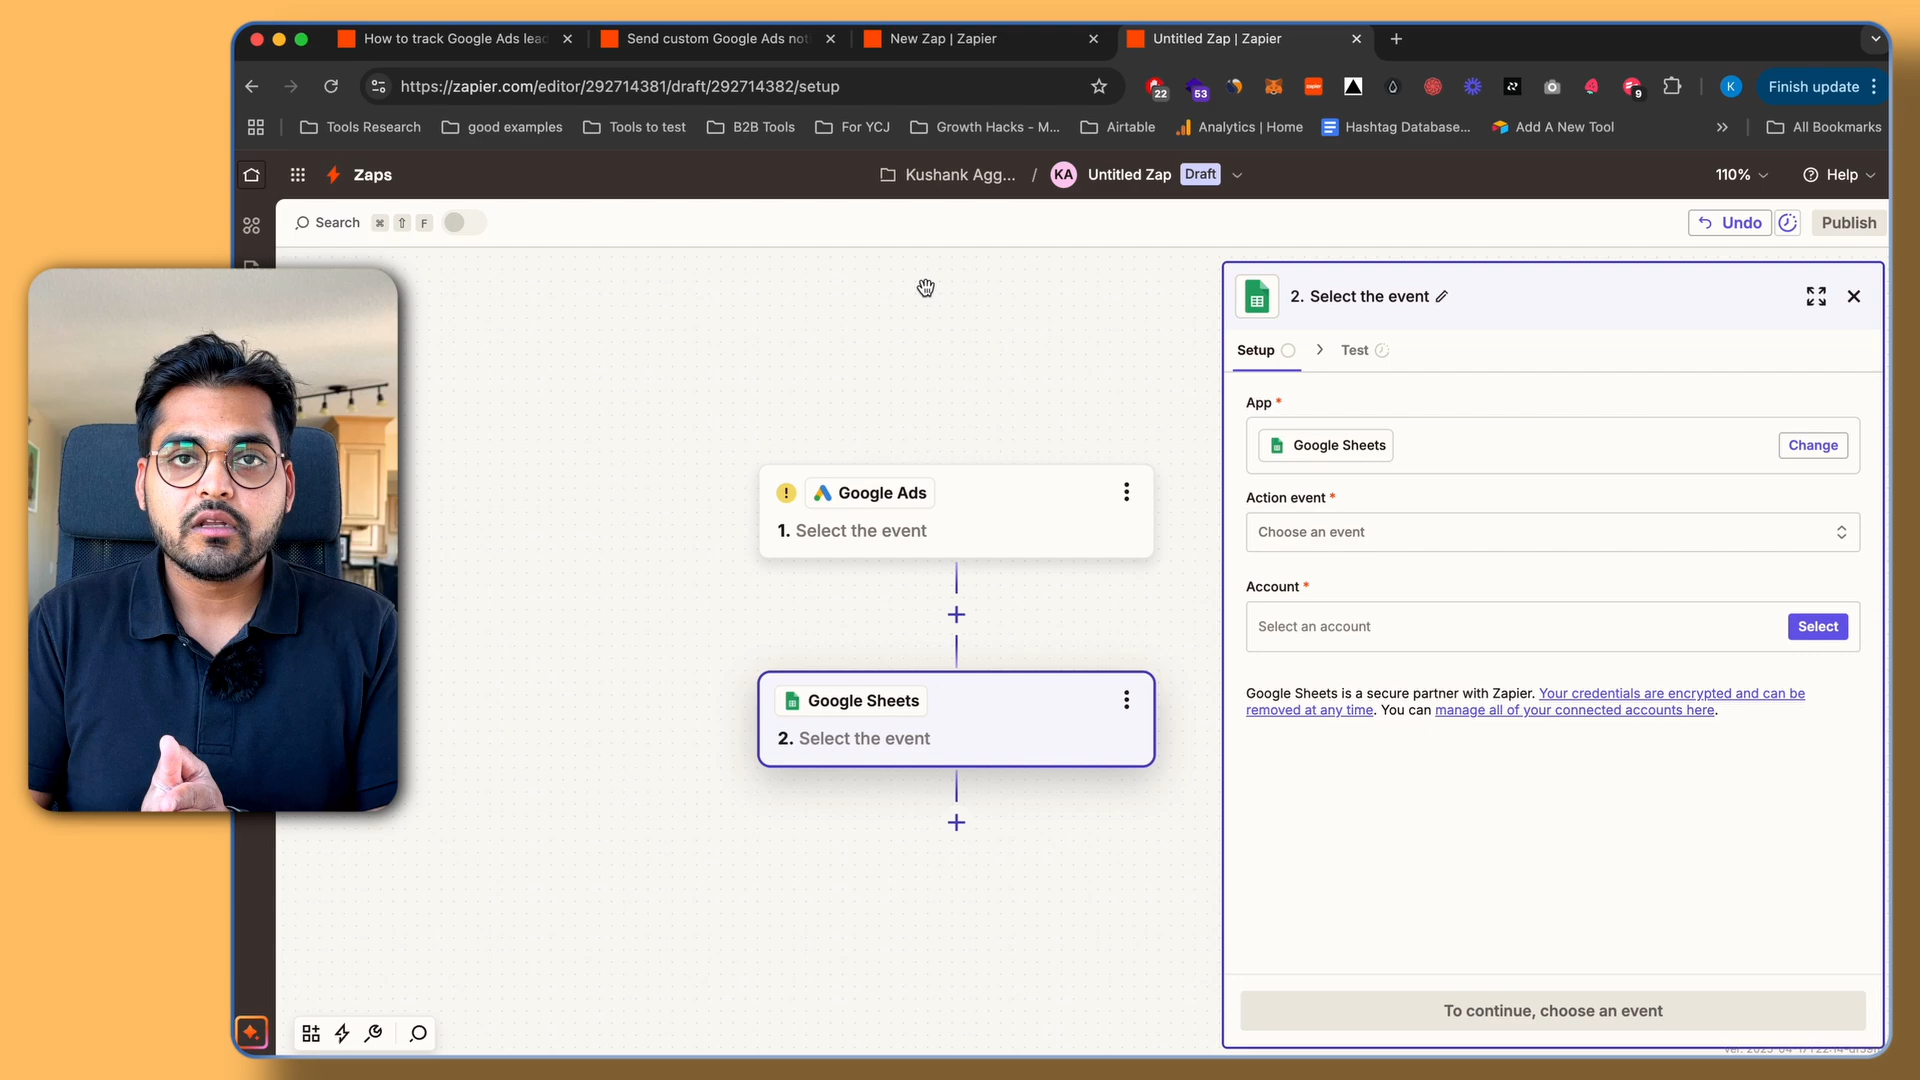 How to track Google Ads lead
Send custom Google Ads not
New Zap | Zapier
Untitled Zap | Zapier
https://zapier.com/editor/292714381/draft/292714382/setup
22
53
zapier
9
K
Finish update
Tools Research
good examples
Tools to test
B2B Tools
For YCJ
Growth Hacks - M...
Airtable
Analytics | Home
Hashtag Database...
Add A New Tool
All Bookmarks
Zaps
Kushank Agg...
/
KA
Untitled Zap
Draft
110%
Help
Search
⌘ ⇧ F
Undo
Publish
2. Select the event
Setup
Test
App *
Google Sheets
Change
Action event *
Choose an event
Account *
Select an account
Select
Google Sheets is a secure partner with Zapier. Your credentials are encrypted and can be
removed at any time. You can manage all of your connected accounts here.
To continue, choose an event
Google Ads
1. Select the event
Google Sheets
2. Select the event